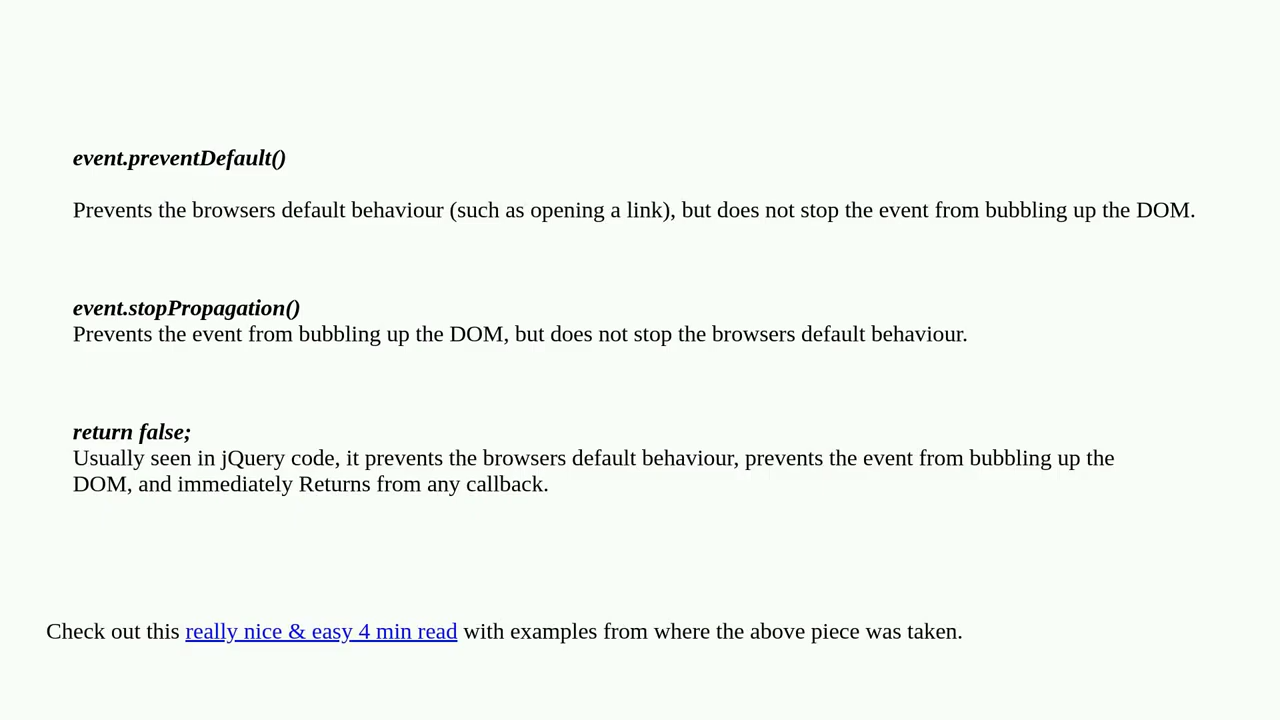 event.preventDefault()
Prevents the browsers default behaviour (such as opening a link), but does not stop the event from bubbling up the DOM.
event.stopPropagation()
Prevents the event from bubbling up the DOM, but does not stop the browsers default behaviour.
return false;
Usually seen in jQuery code, it prevents the browsers default behaviour, prevents the event from bubbling up the
DOM, and immediately Returns from any callback.
Check out this really nice & easy 4 min read with examples from where the above piece was taken.